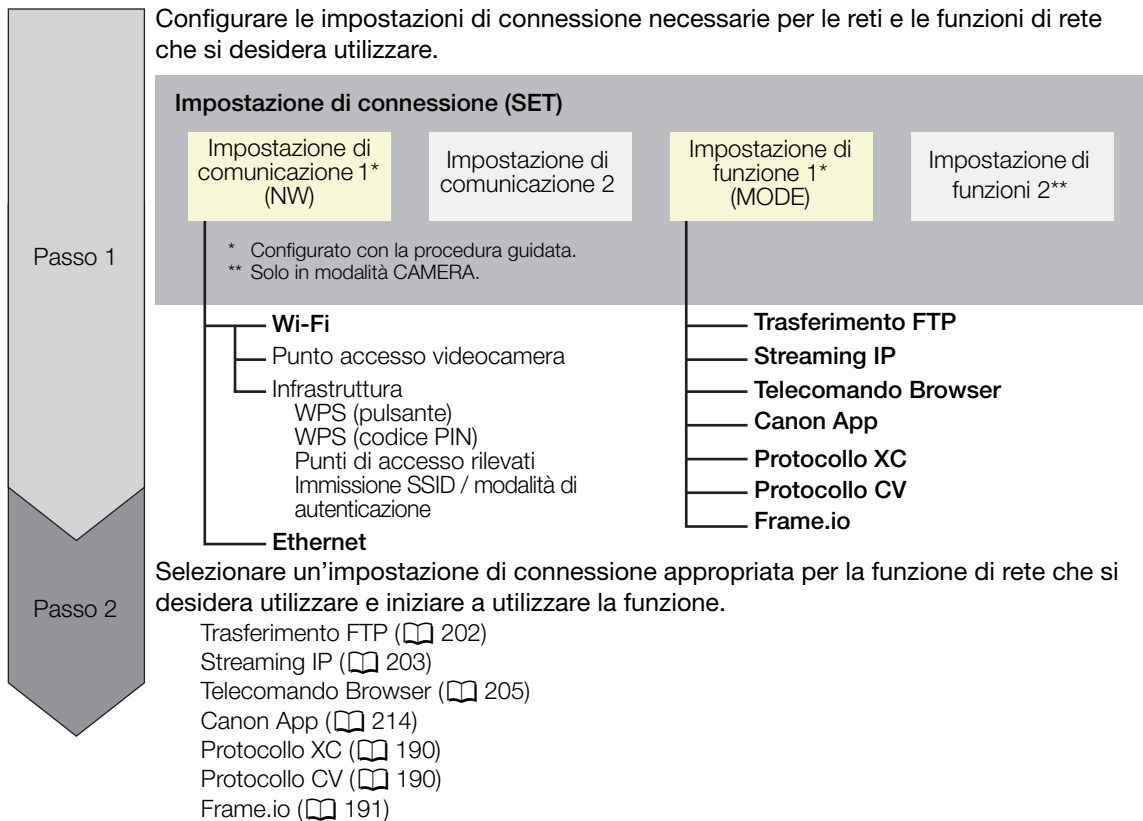 Configurare le impostazioni di connessione necessarie per le reti e le funzioni di rete
che si desidera utilizzare.
Impostazione di connessione (SET)
Impostazione di
comunicazione 1*
(NW)
Impostazione di
comunicazione 2
Impostazione di
funzione 1*
(MODE)
Impostazione di
funzioni 2**
* Configurato con la procedura guidata.
** Solo in modalità CAMERA.
Passo 1
Wi-Fi
Punto accesso videocamera
Infrastruttura
WPS (pulsante)
WPS (codice PIN)
Punti di accesso rilevati
Immissione SSID / modalità di
autenticazione
Ethernet
Trasferimento FTP
Streaming IP
Telecomando Browser
Canon App
Protocollo XC
Protocollo CV
Frame.io
Passo 2
Selezionare un’impostazione di connessione appropriata per la funzione di rete che si
desidera utilizzare e iniziare a utilizzare la funzione.
Trasferimento FTP (📖 202)
Streaming IP (📖 203)
Telecomando Browser (📖 205)
Canon App (📖 214)
Protocollo XC (📖 190)
Protocollo CV (📖 190)
Frame.io (📖 191)